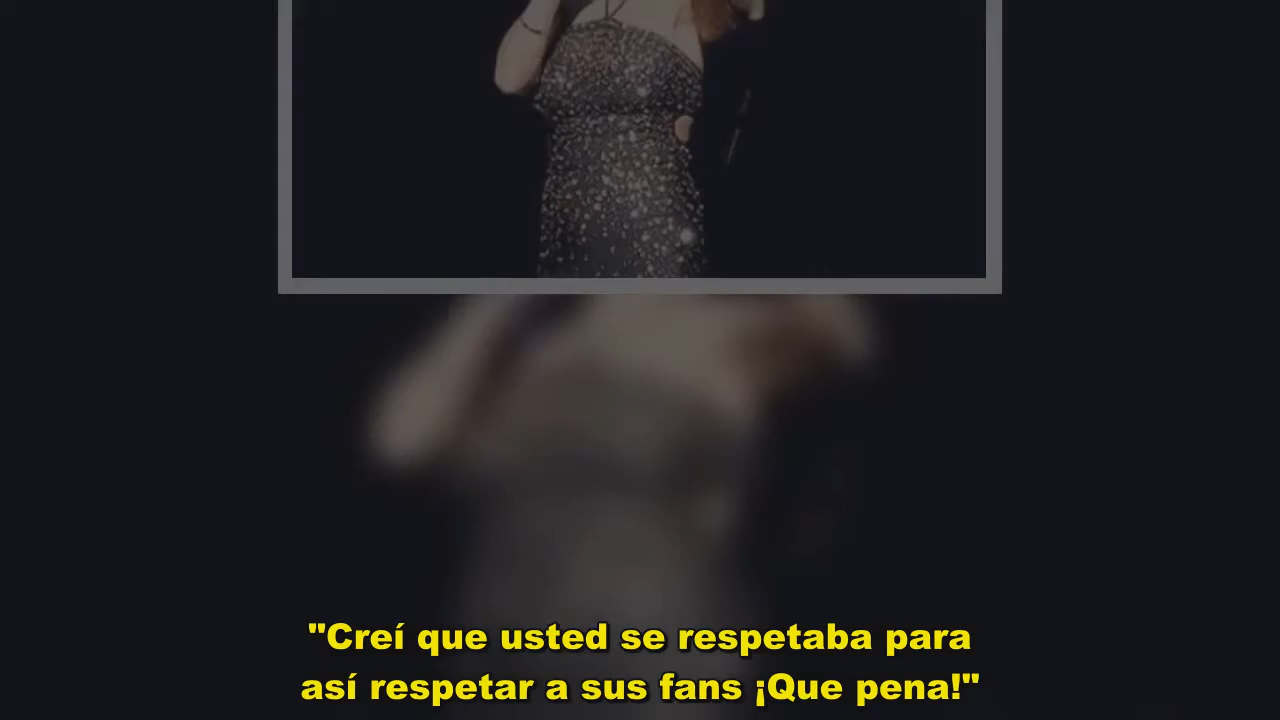 "Creí que usted se respetaba para
así respetar a sus fans ¡Que pena!"